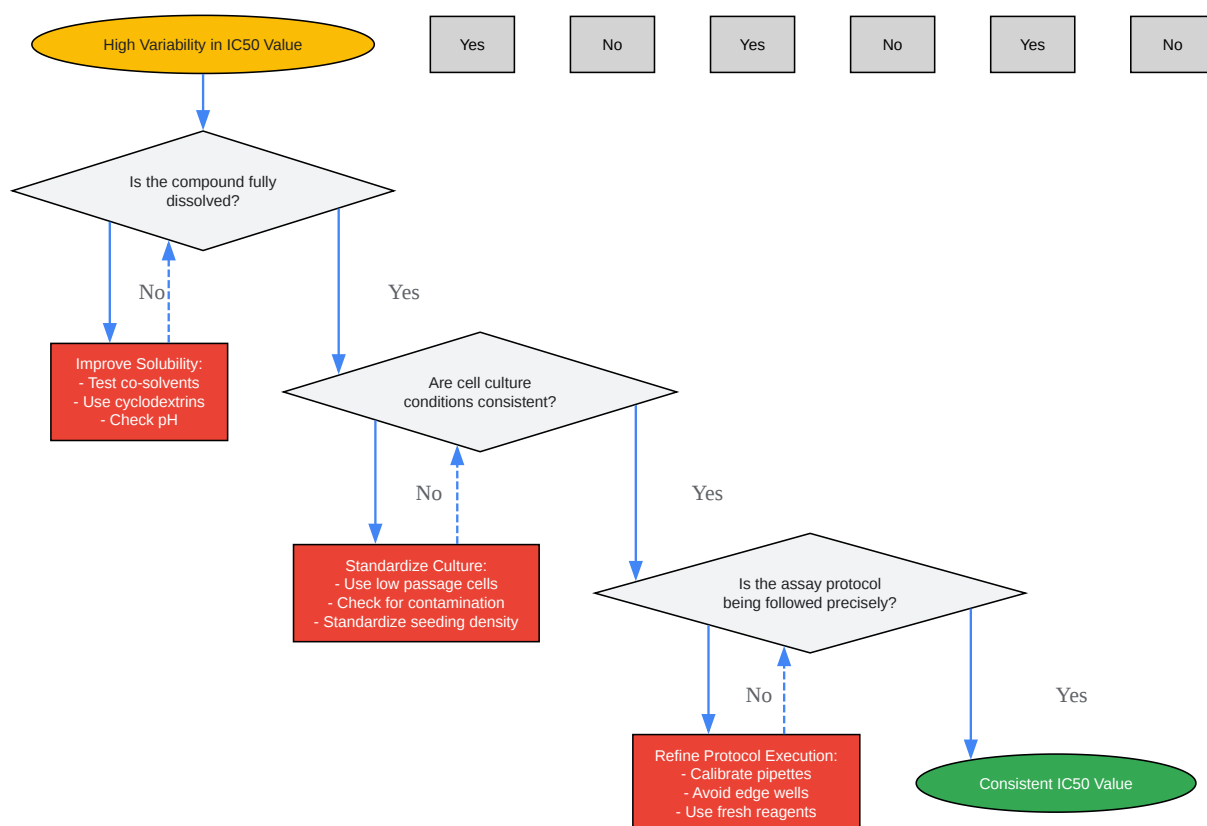 High Variability in IC50 Value
Yes
No
Yes
No
Yes
No
Is the compound fully
dissolved?
No
Yes
Improve Solubility:
- Test co-solvents
- Use cyclodextrins
- Check pH
Are cell culture
conditions consistent?
No
Yes
Standardize Culture:
- Use low passage cells
- Check for contamination
- Standardize seeding density
Is the assay protocol
being followed precisely?
No
Yes
Refine Protocol Execution:
- Calibrate pipettes
- Avoid edge wells
- Use fresh reagents
Consistent IC50 Value